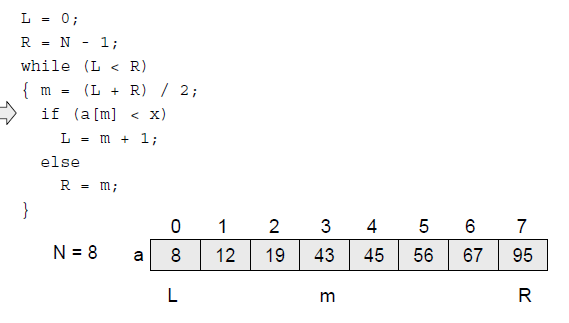 L = 0;
R = N - 1;
while (L < R)
{ m = (L + R) / 2;
if (a[m] < x)
L = m + 1;
else
R = m;
}
0 1 2 3 4 5 6 7
N = 8 a 8 12 19 43 45 56 67 95
L m R